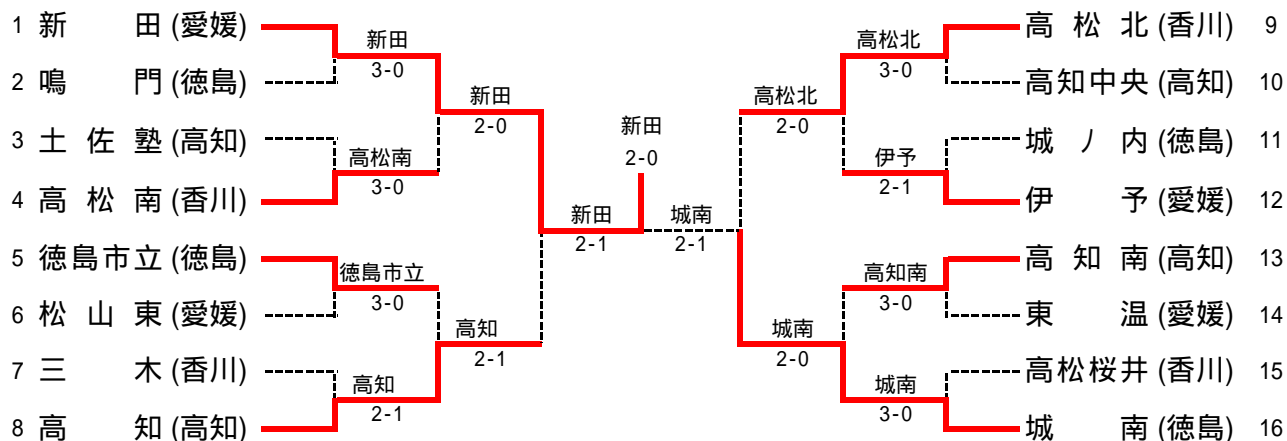 1 新 田 (愛媛)
2 鳴 門 (徳島)
3 土 佐 塾 (高知)
4 高 松 南 (香川)
5 徳島市立 (徳島)
6 松 山 東 (愛媛)
7 三 木 (香川)
8 高 知 (高知)
新田
3-0
高松南
3-0
徳島市立
3-0
高知
2-1
新田
2-0
高知
2-1
新田
2-1
新田
2-0
城南
2-1
高松北
2-0
城南
2-0
高松北
3-0
伊予
2-1
高知南
3-0
城南
3-0
高 松 北 (香川) 9
高知中央 (高知) 10
城 ノ 内 (徳島) 11
伊 予 (愛媛) 12
高 知 南 (高知) 13
東 温 (愛媛) 14
高松桜井 (香川) 15
城 南 (徳島) 16